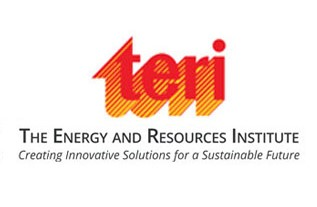 teri
THE ENERGY AND RESOURCES INSTITUTE
Creating Innovative Solutions for a Sustainable Future